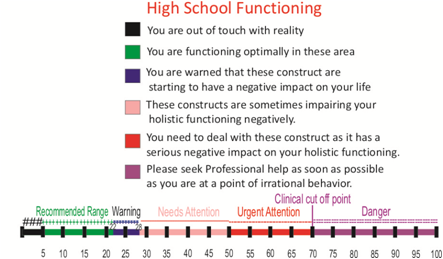 High School Functioning
You are out of touch with reality
You are functioning optimally in these area
You are warned that these construct are
starting to have a negative impact on your life
These constructs are sometimes impairing your
holistic functioning negatively.
You need to deal with these construct as it has a
serious negative impact on your holistic functioning.
Please seek Professional help as soon as possible
as you are at a point of irrational behavior.
Clinical cut off point
Recommended Range Warning Needs Attention Urgent Attention Danger
####
5 10 15 20 25 30 35 40 45 50 55 60 65 70 75 80 85 90 95 100